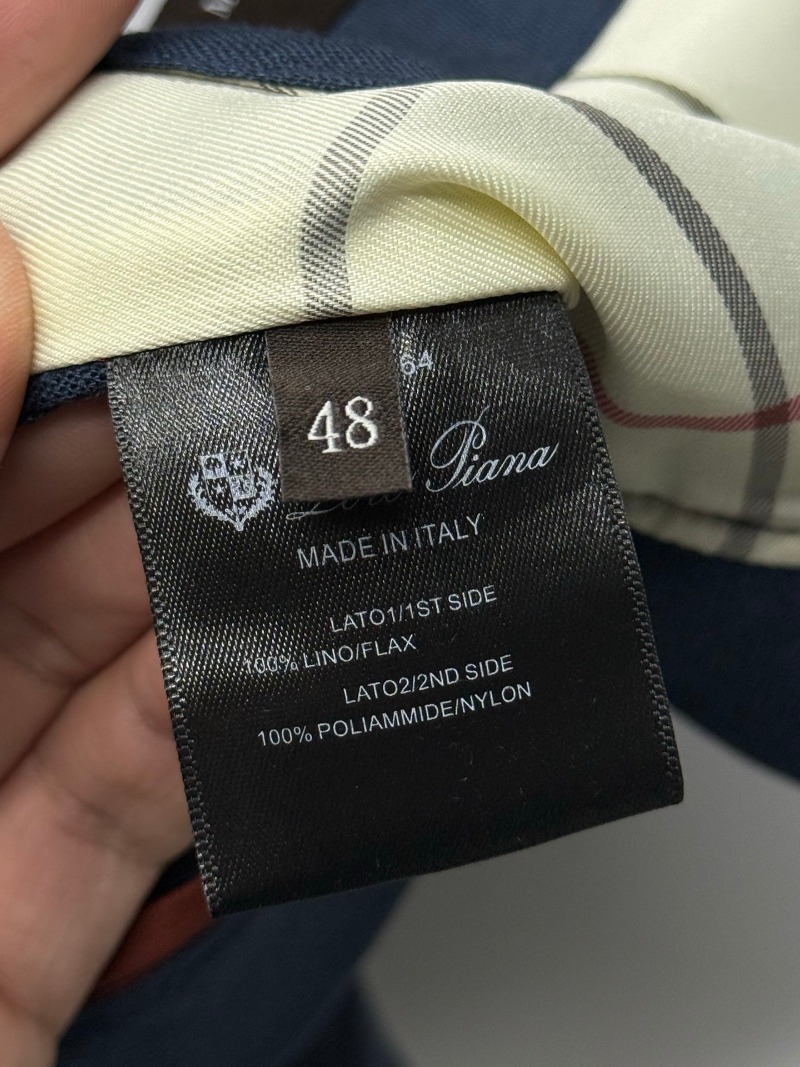 64
48
Piana
MADE IN ITALY
LATO1/1ST SIDE
100% LINO/FLAX
LATO2/2ND SIDE
100% POLIAMMIDE/NYLON